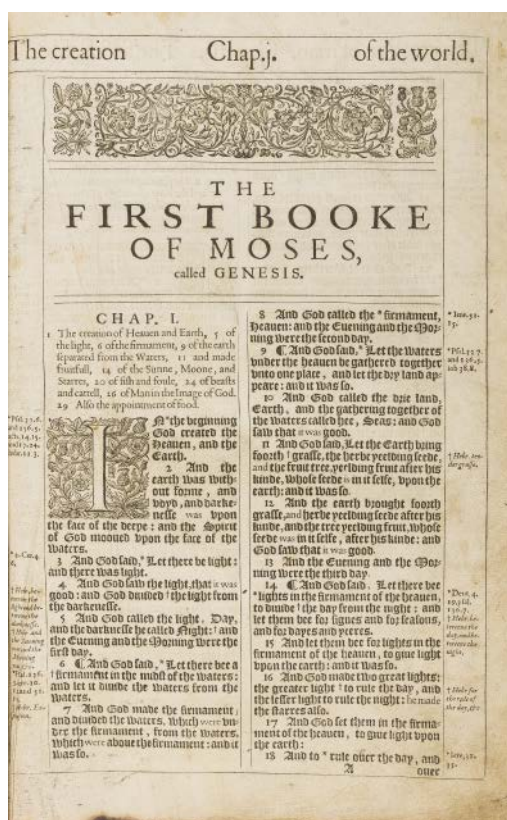 The creation Chap.j. of the world.
THE
FIRST BOOKE
OF MOSES,
called GENESIS.
CHAP. I.
1 The creation of Heauen and Earth, 3 of
the light, 6 of the firmament, 9 of the earth
separated from the Waters, 11 and made
fruitfull, 14 of the Sunne, Moone, and
Starres, 20 of fish and foule, 24 of beasts
and cattell, 26 of Man in the Image of God.
29 Also the appointment of food.
IN* the beginning
God created the
Heauen, and the
Earth.
2 And the
earth was with-
out forme, and
voyd, and darke-
nesse was vpon
the face of the deepe: and the Spirit
of God mooued vpon the face of the
waters.
3 And God said,* Let there be light:
and there was light.
4 And God saw the light, that it was
good: and God diuided † the light from
the darkenesse.
5 And God called the light, Day,
and the darknesse he called Night: † and
the Euening and the Morning were the
first day.
6 ¶ And God said,* Let there bee a
† firmament in the midst of the waters:
and let it diuide the waters from the
waters.
7 And God made the firmament,
and diuided the waters, which were vn-
der the firmament, from the waters,
which were aboue the firmament: and it
was so.
8 And God called the * firmament,
Heauen: and the Euening and the Mor-
ning were the second day.
9 ¶ And God said,* Let the waters
vnder the heauen be gathered together
vnto one place, and let the dry land ap-
peare: and it was so.
10 And God called the drie land,
Earth, and the gathering together of
the waters called hee, Seas: and God
saw that it was good.
11 And God said, Let the Earth bring
foorth † grasse, the herbe yeelding seede,
and the fruit tree, yeelding fruit after his
kinde, whose seede is in it selfe, vpon the
earth: and it was so.
12 And the earth brought foorth
grasse, and herbe yeelding seede after his
kinde, and the tree yeelding fruit, whose
seede was in it selfe, after his kinde: and
God saw that it was good.
13 And the Euening and the Mor-
ning were the third day.
14 ¶ And God said, Let there bee
* lights in the firmament of the heauen,
to diuide † the day from the night: and
let them bee for signes and for seasons,
and for dayes and yeeres.
15 And let them bee for lights in the
firmament of the heauen, to giue light
vpon the earth: and it was so.
16 And God made two great lights:
the greater light † to rule the day, and
the lesser light to rule the night: he made
the starres also.
17 And God set them in the firma-
ment of the heauen, to giue light vpon
the earth:
18 And to * rule ouer the day, and
A ouer